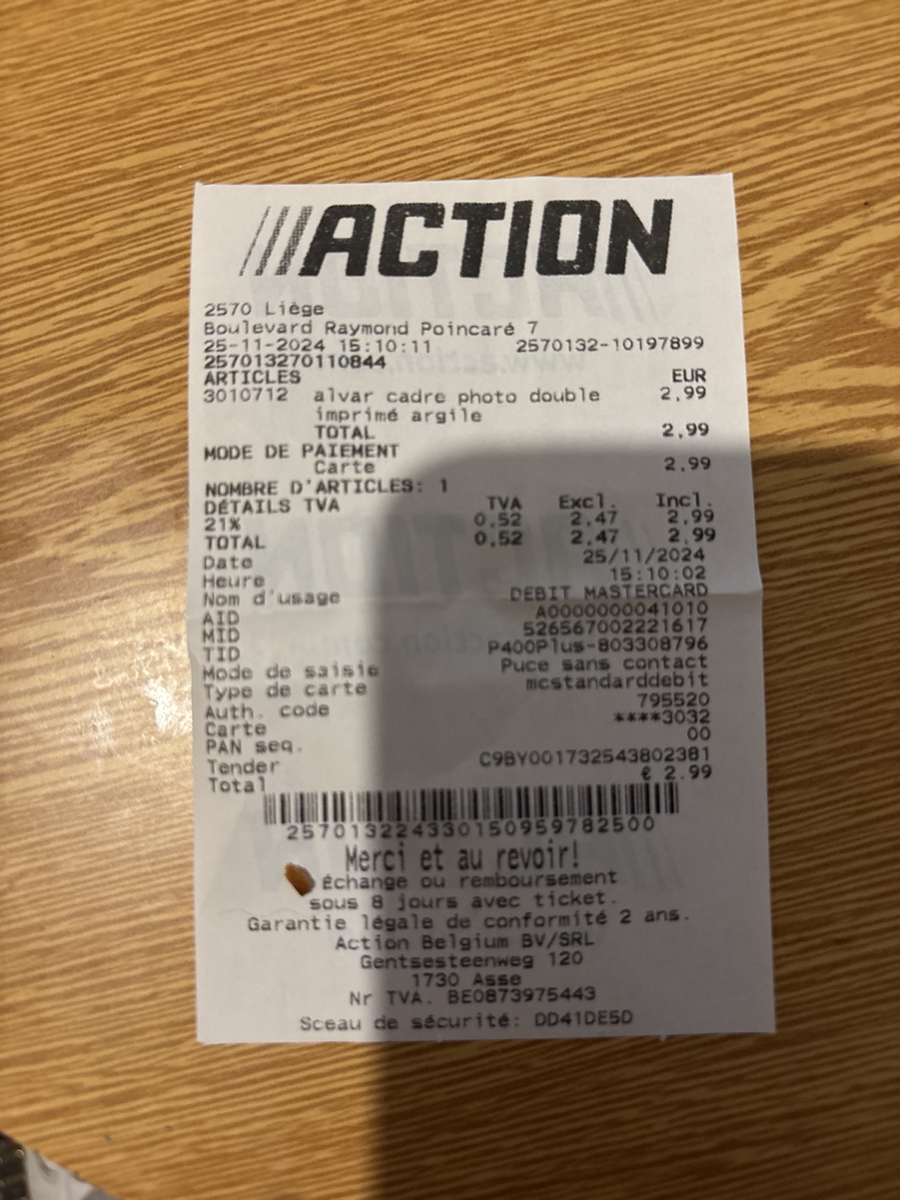 ACTION
2570 Liège
Boulevard Raymond Poincaré 7
25-11-2024 15:10:11 2570132-10197899
257013270110844
ARTICLES EUR
3010712 alvar cadre photo double 2,99
imprimé argile
TOTAL 2,99
MODE DE PAIEMENT
Carte 2,99
NOMBRE D'ARTICLES: 1
DÉTAILS TVA TVA Excl. Incl.
21% 0,52 2,47 2,99
TOTAL 0,52 2,47 2,99
Date 25/11/2024
Heure 15:10:02
Nom d'usage DEBIT MASTERCARD
AID A0000000041010
MID 526567002221617
TID P400Plus-803308796
Mode de saisie Puce sans contact
Type de carte mcstandarddebit
Auth. code 795520
Carte ****3032
PAN seq. 00
Tender C9BY001732543802381
Total € 2.99
257013224330150959782500
Merci et au revoir!
Échange ou remboursement
sous 8 jours avec ticket.
Garantie légale de conformité 2 ans.
Action Belgium BV/SRL
Gentsesteenweg 120
1730 Asse
Nr TVA. BE0873975443
Sceau de sécurité: DD41DE5D